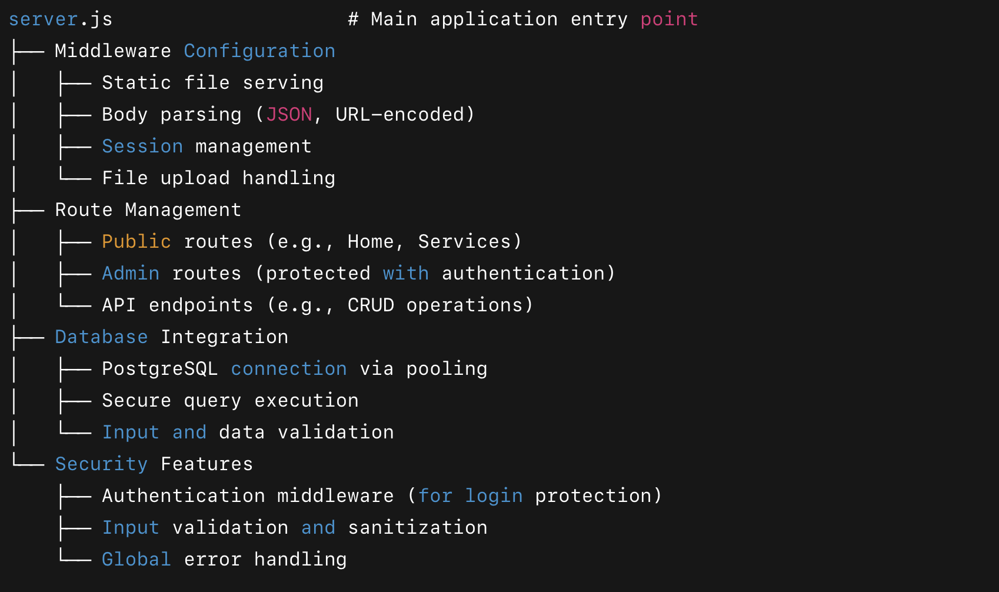 server.js                    # Main application entry point
├── Middleware Configuration
│   ├── Static file serving
│   ├── Body parsing (JSON, URL-encoded)
│   ├── Session management
│   └── File upload handling
├── Route Management
│   ├── Public routes (e.g., Home, Services)
│   ├── Admin routes (protected with authentication)
│   └── API endpoints (e.g., CRUD operations)
├── Database Integration
│   ├── PostgreSQL connection via pooling
│   ├── Secure query execution
│   └── Input and data validation
└── Security Features
    ├── Authentication middleware (for login protection)
    ├── Input validation and sanitization
    └── Global error handling